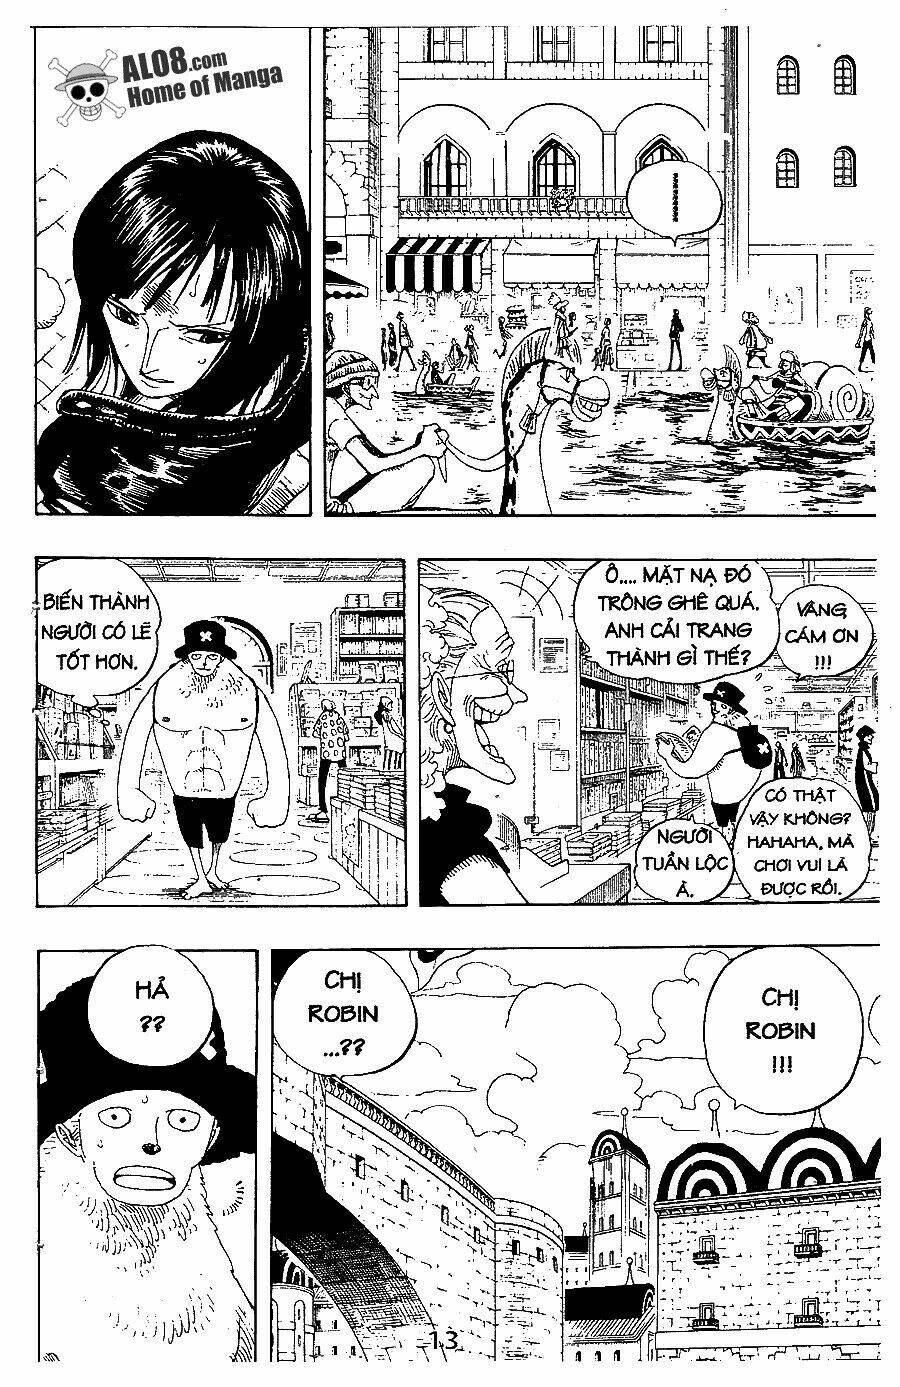 ALO8.com
Home of Manga
!!
BIẾN THÀNH
NGƯỜI CÓ LẼ
TỐT HƠN.
Ô.... MẶT NẠ ĐÓ
TRÔNG GHÊ QUÁ.
ANH CẢI TRANG
THÀNH GÌ THẾ?
VÂNG,
CÁM ƠN
!!!
NGƯỜI
TUẦN LỘC
À.
CÓ THẬT
VẬY KHÔNG?
HAHAHA, MÀ
CHƠI VUI LÀ
ĐƯỢC RỒI.
HẢ
??
CHỊ
ROBIN
...??
CHỊ
ROBIN
!!!
13